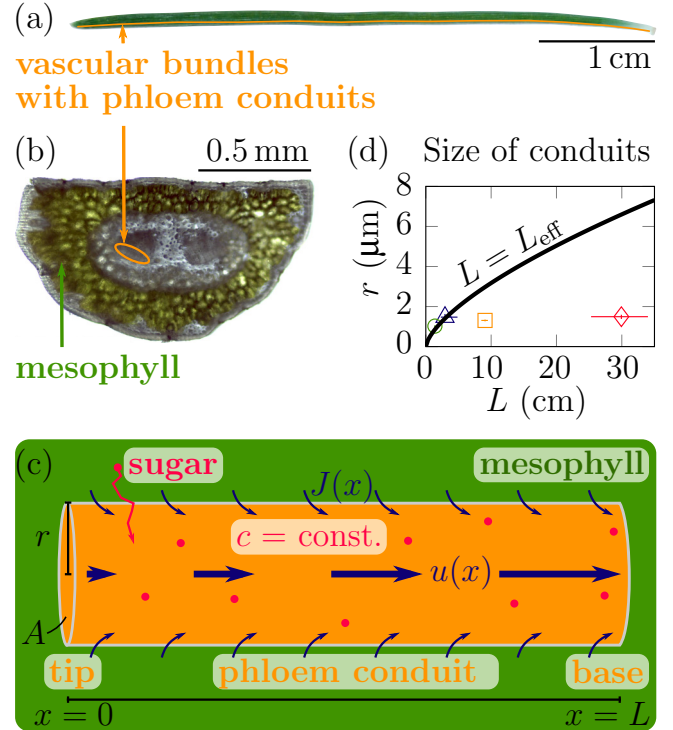 (a)
1 cm
vascular bundles
with phloem conduits
(b)
0.5 mm
mesophyll
(d) Size of conduits
r (μm)
8
6
4
2
0
L = L_eff
0 10 20 30
L (cm)
(c)
sugar
J(x)
mesophyll
r
c = const.
u(x)
A
tip
phloem conduit
base
x = 0
x = L